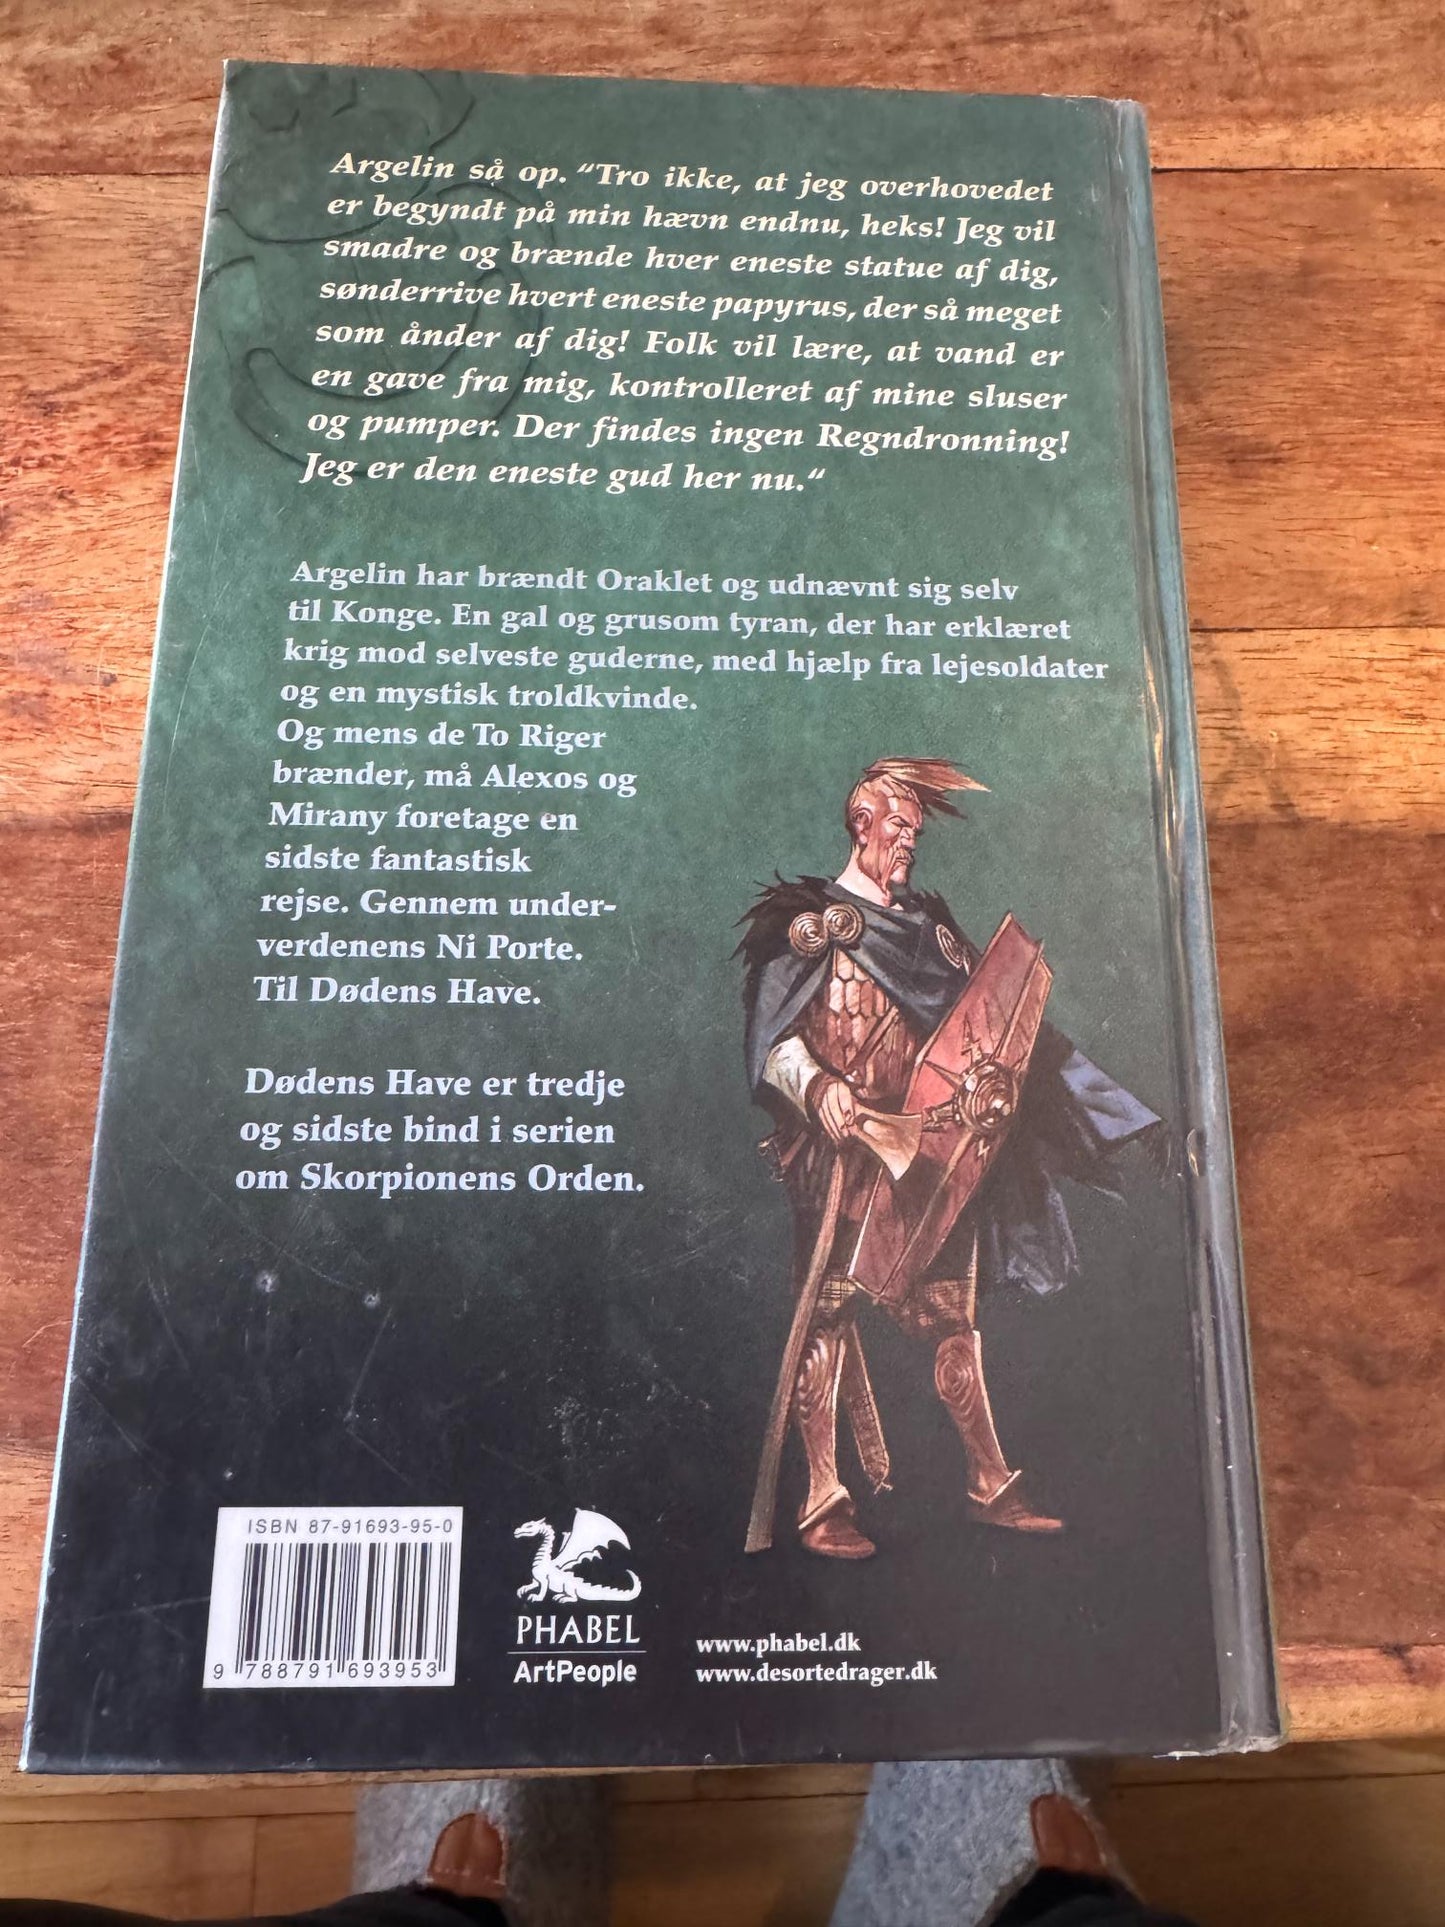 Argelin så op. “Tro ikke, at jeg overhovedet
er begyndt på min hævn endnu, heks! Jeg vil
smadre og brænde hver eneste statue af dig,
sønderrive hvert eneste papyrus, der så meget
som ånder af dig! Folk vil lære, at vand er
en gave fra mig, kontrolleret af mine sluser
og pumper. Der findes ingen Regndronning!
Jeg er den eneste gud her nu.“
Argelin har brændt Oraklet og udnævnt sig selv
til Konge. En gal og grusom tyran, der har erklæret
krig mod selveste guderne, med hjælp fra lejesoldater
og en mystisk troldkvinde.
Og mens de To Riger
brænder, må Alexos og
Mirany foretage en
sidste fantastisk
rejse. Gennem under-
verdenens Ni Porte.
Til Dødens Have.
Dødens Have er tredje
og sidste bind i serien
om Skorpionens Orden.
ISBN 87-91693-95-0
9 788791 693953
PHABEL
ArtPeople
www.phabel.dk
www.desortedrager.dk